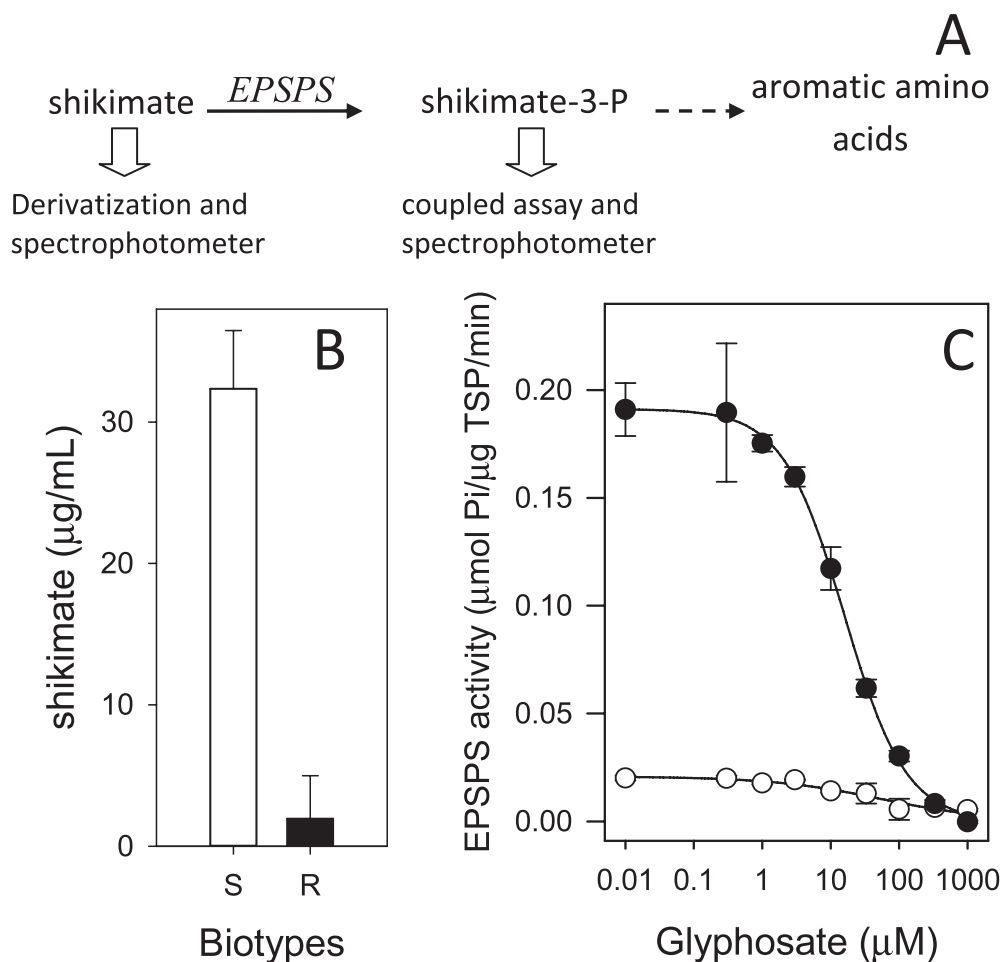 A
shikimate
EPSPS
shikimate-3-P
aromatic amino
acids
Derivatization and
spectrophotometer
coupled assay and
spectrophotometer
B
shikimate (μg/mL)
30
20
10
0
S
R
Biotypes
C
EPSPS activity (μmol Pi/μg TSP/min)
0.20
0.15
0.10
0.05
0.00
0.01
0.1
1
10
100
1000
Glyphosate (μM)